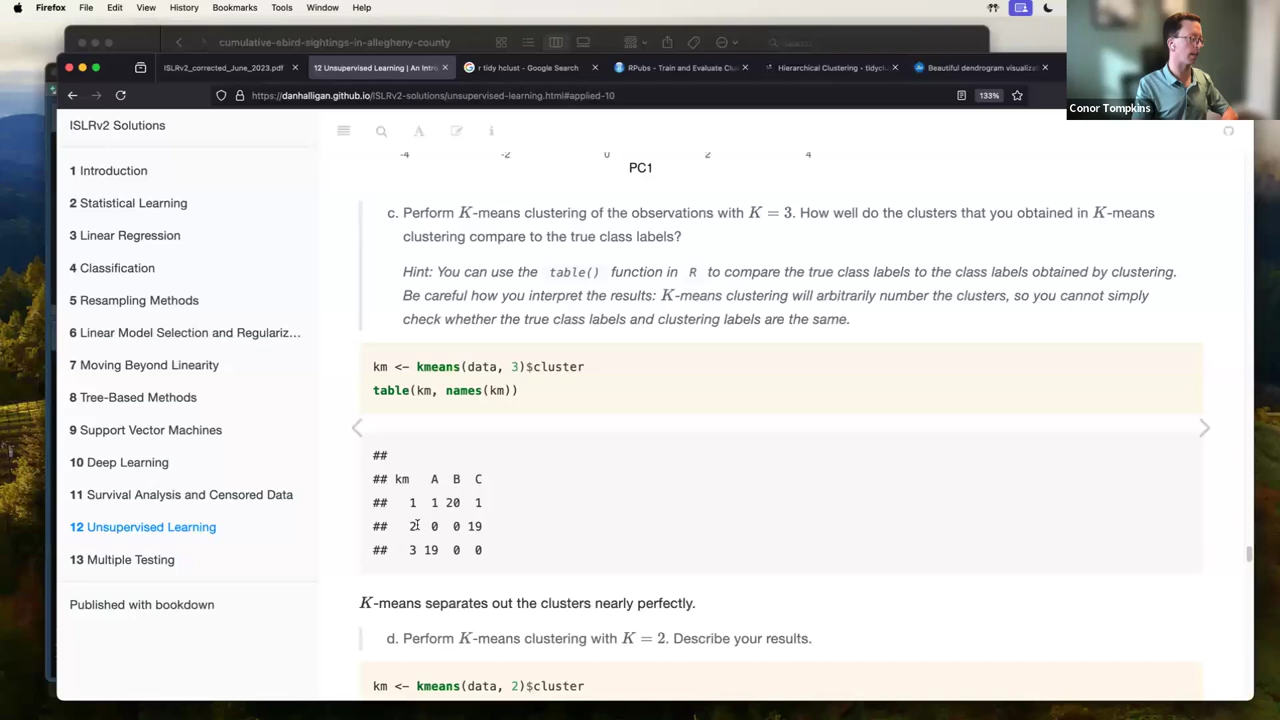 Firefox File Edit View History Bookmarks Tools Window Help
cumulative-ebird-sightings-in-allegheny-county
Search
ISLRv2_corrected_June_2023.pdf
12 Unsupervised Learning | An Intro
r tidy hclust - Google Search
RPubs - Train and Evaluate Clu
Hierarchical Clustering - tidyclu
Beautiful dendrogram visualizat
https://danhalligan.github.io/ISLRv2-solutions/unsupervised-learning.html#applied-10
133%
Conor Tompkins
ISLRv2 Solutions
1 Introduction
2 Statistical Learning
3 Linear Regression
4 Classification
5 Resampling Methods
6 Linear Model Selection and Regulariz…
7 Moving Beyond Linearity
8 Tree-Based Methods
9 Support Vector Machines
10 Deep Learning
11 Survival Analysis and Censored Data
12 Unsupervised Learning
13 Multiple Testing
Published with bookdown
-4 -2 0 2 4
PC1
c. Perform K-means clustering of the observations with K = 3. How well do the clusters that you obtained in K-means
clustering compare to the true class labels?
Hint: You can use the table() function in R to compare the true class labels to the class labels obtained by clustering.
Be careful how you interpret the results: K-means clustering will arbitrarily number the clusters, so you cannot simply
check whether the true class labels and clustering labels are the same.
km <- kmeans(data, 3)$cluster
table(km, names(km))
##
## km A B C
## 1 1 20 1
## 2 0 0 19
## 3 19 0 0
K-means separates out the clusters nearly perfectly.
d. Perform K-means clustering with K = 2. Describe your results.
km <- kmeans(data, 2)$cluster